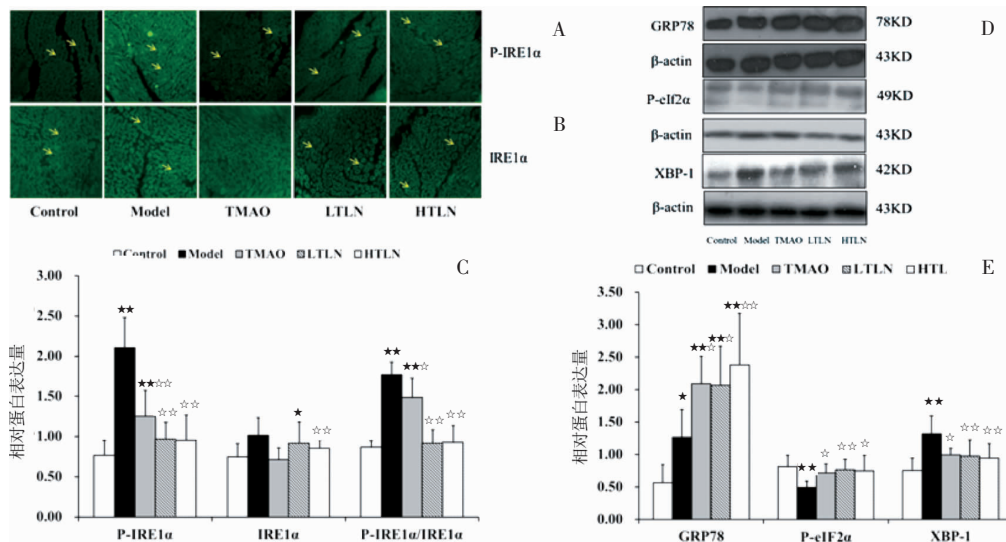 A
P-IRE1α
B
IRE1α
Control Model TMAO LTLN HTLN
D
GRP78 78KD
β-actin 43KD
P-eIf2α 49KD
β-actin 43KD
XBP-1 42KD
β-actin 43KD
Control Model TMAO LTLN HTLN
C
Control Model TMAO LTLN HTLN
相对蛋白表达量
2.50
2.00
1.50
1.00
0.50
0.00
★★
★★☆☆
☆☆
☆☆
★
☆☆
★★
★★☆
☆☆
☆☆
P-IRE1α IRE1α P-IRE1α/IRE1α
E
Control Model TMAO LTLN HTL
相对蛋白表达量
3.50
3.00
2.50
2.00
1.50
1.00
0.50
0.00
★
★★☆
★★☆
★★☆☆
★★
☆
☆☆
☆
★★
☆
☆☆
☆☆
GRP78 P-eIF2α XBP-1